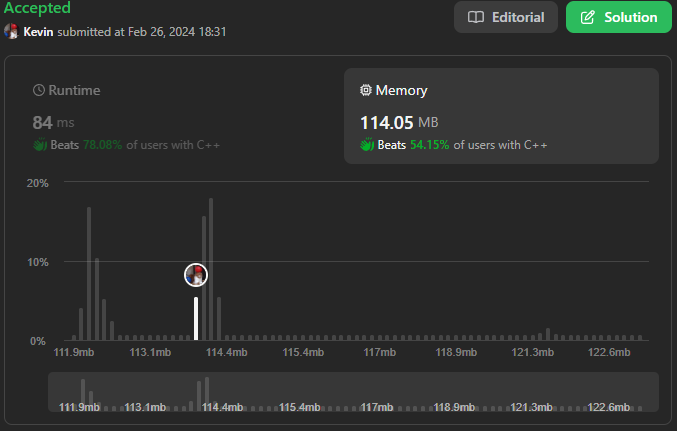 Accepted
Editorial
Solution
Kevin submitted at Feb 26, 2024 18:31
Runtime
84 ms
Beats 78.08% of users with C++
Memory
114.05 MB
Beats 54.15% of users with C++
20%
10%
0%
111.9mb 113.1mb 114.4mb 115.4mb 117mb 118.9mb 121.3mb 122.6mb
111.9mb 113.1mb 114.4mb 115.4mb 117mb 118.9mb 121.3mb 122.6mb